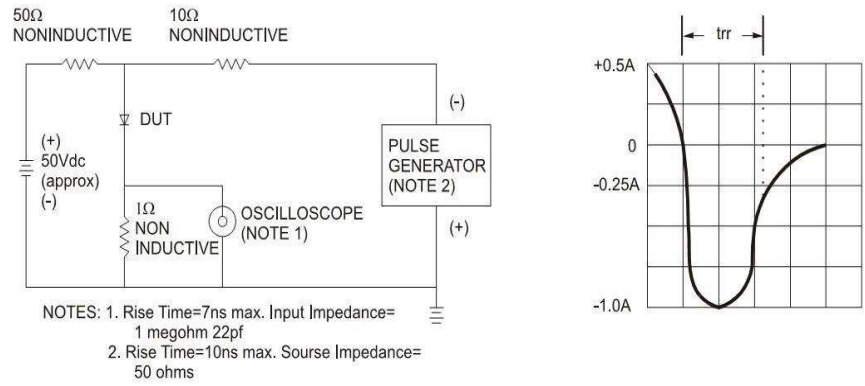 50Ω
NONINDUCTIVE
10Ω
NONINDUCTIVE
DUT
(+)
50Vdc
(approx)
(-)
1Ω
NON
INDUCTIVE
OSCILLOSCOPE
(NOTE 1)
(-)
PULSE
GENERATOR
(NOTE 2)
(+)
NOTES: 1. Rise Time=7ns max. Input Impedance=
1 megohm 22pf
2. Rise Time=10ns max. Sourse Impedance=
50 ohms
trr
+0.5A
0
-0.25A
-1.0A